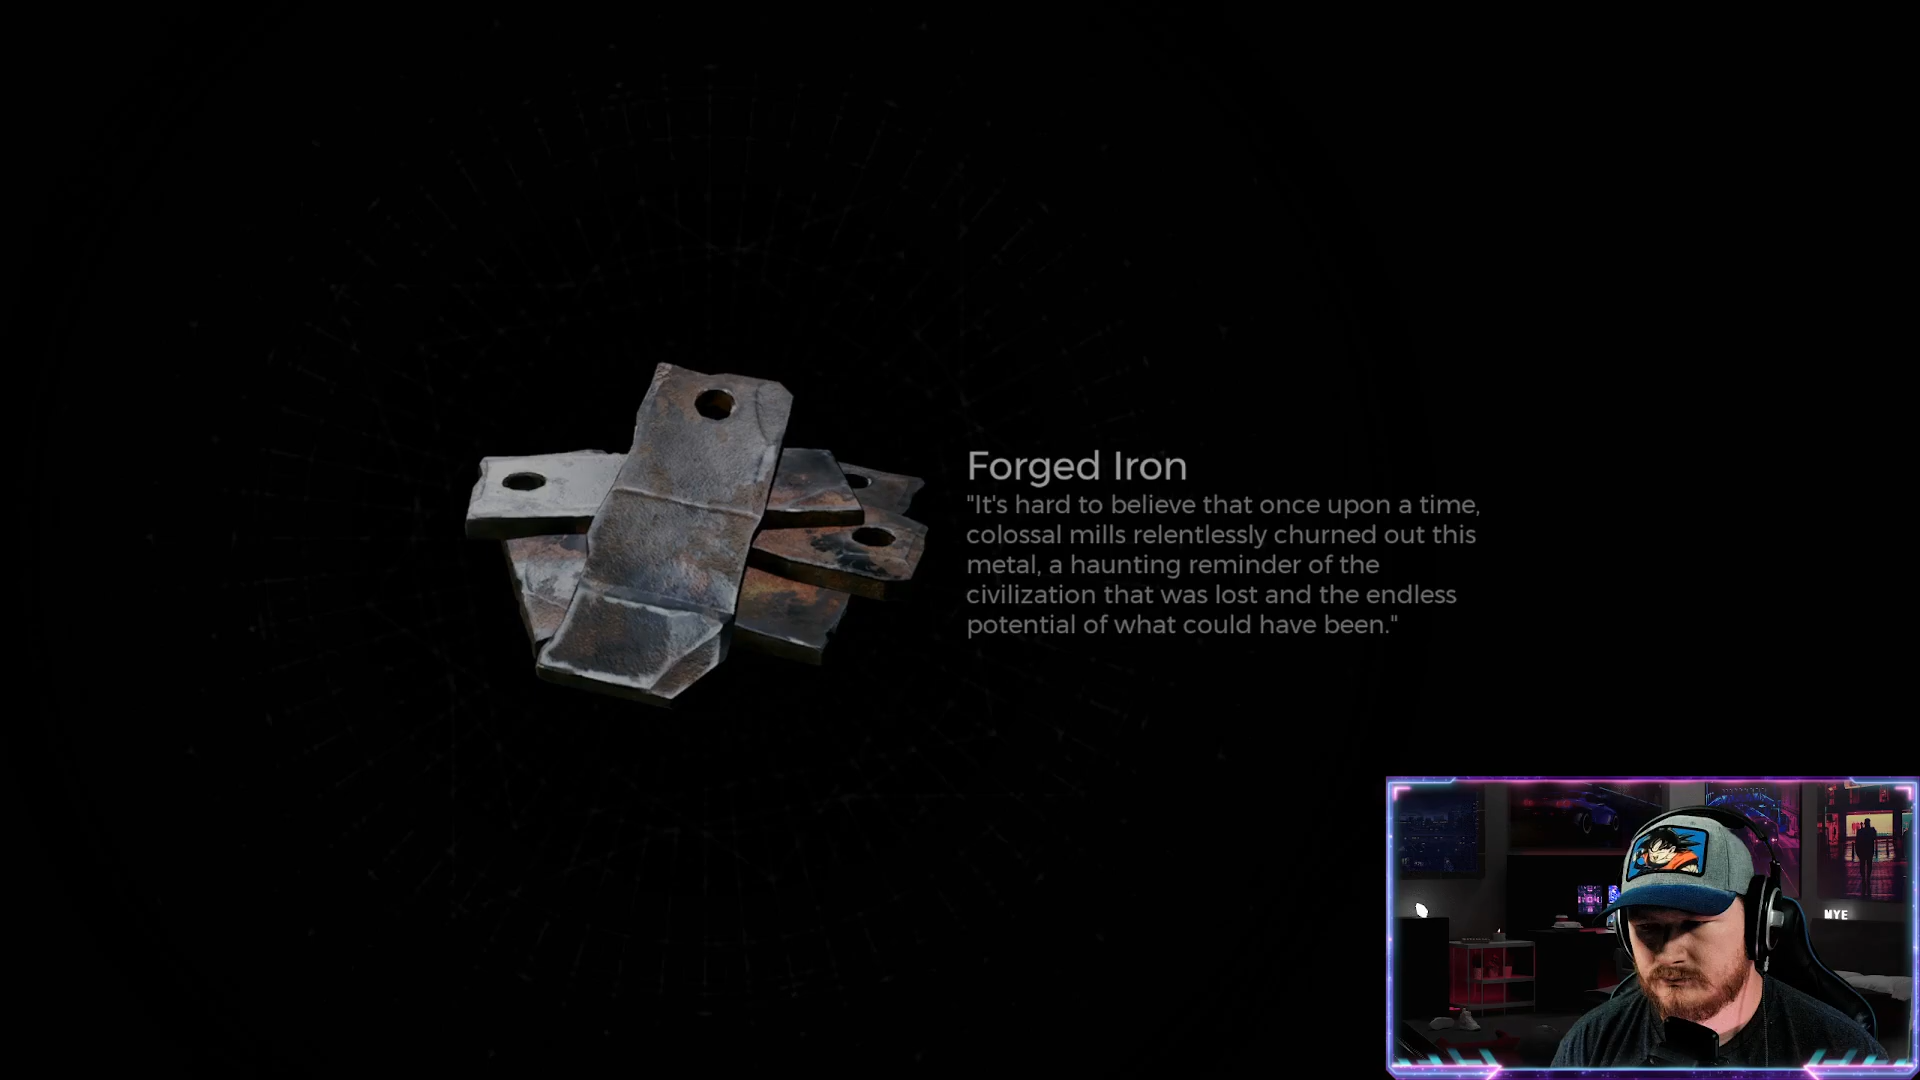 Forged Iron
"It's hard to believe that once upon a time,
colossal mills relentlessly churned out this
metal, a haunting reminder of the
civilization that was lost and the endless
potential of what could have been."
MYE